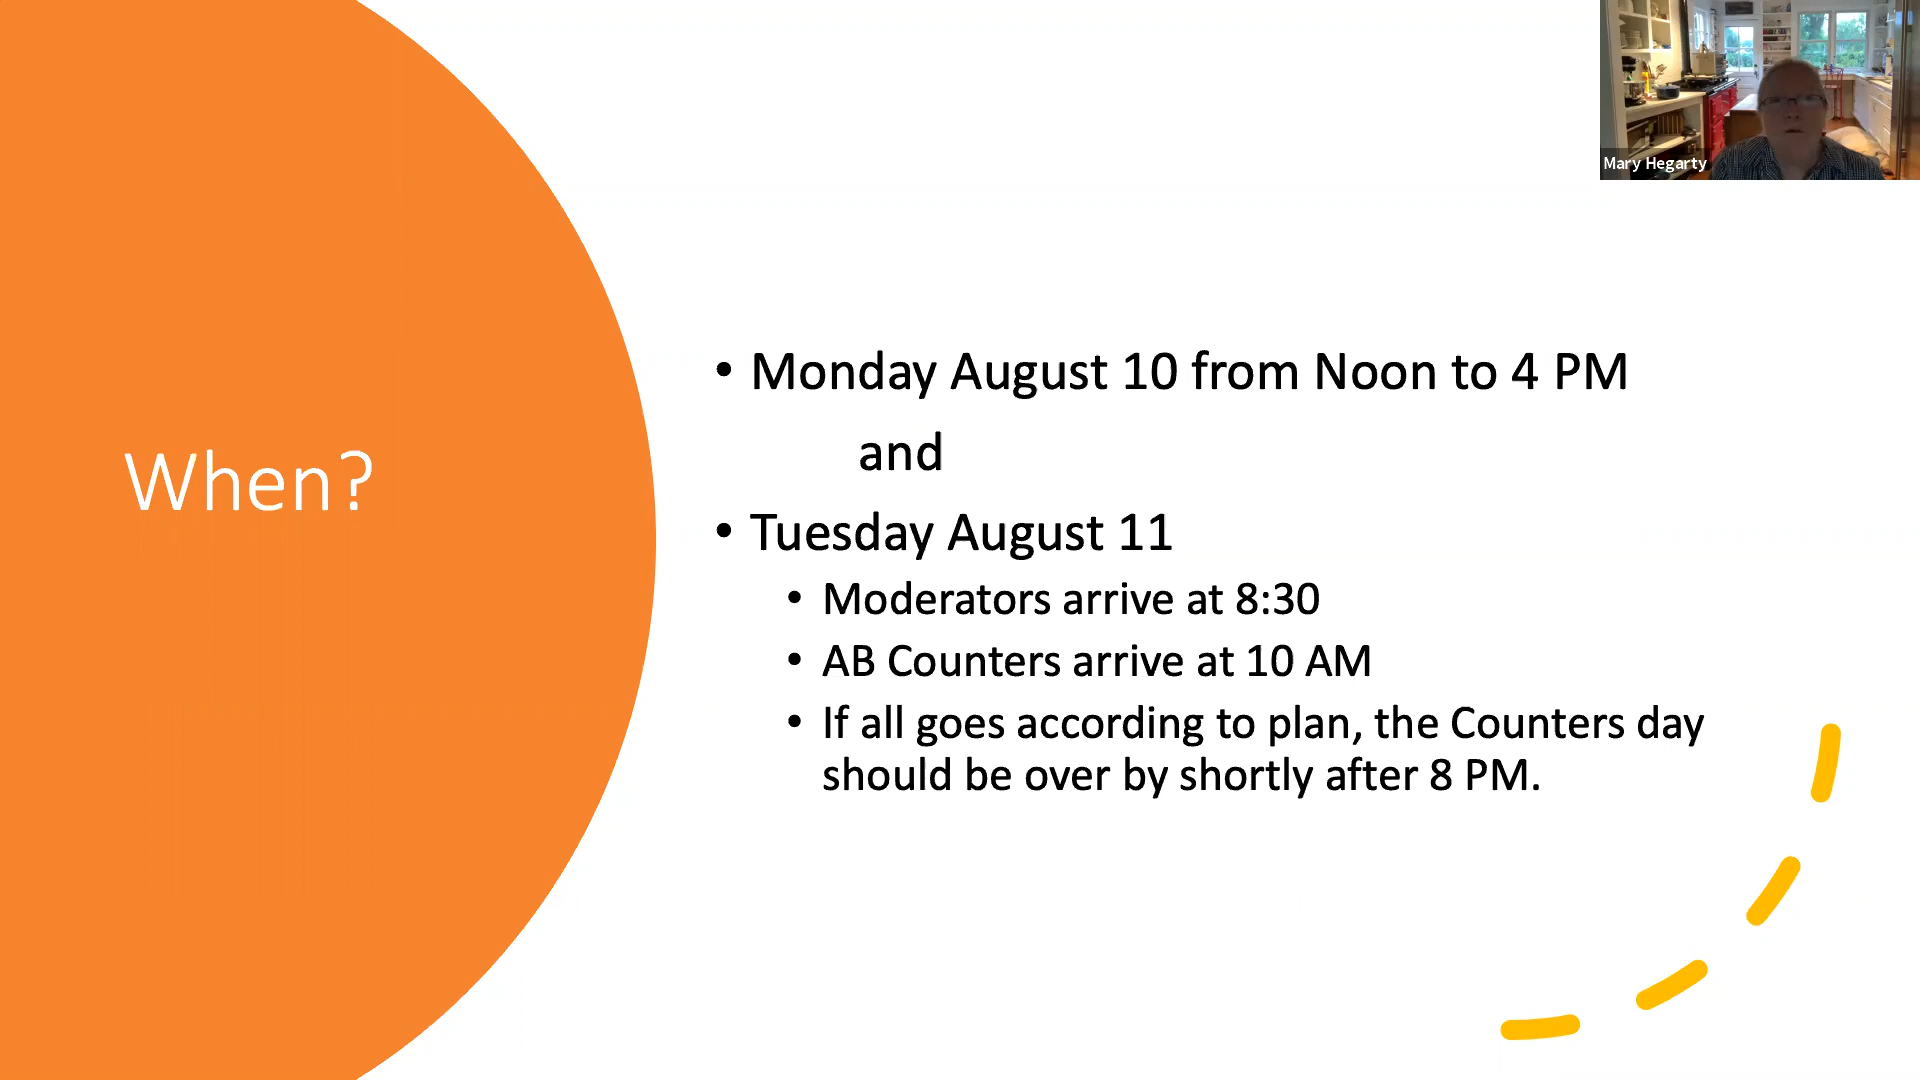 Mary Hegarty
When?
• Monday August 10 from Noon to 4 PM
and
• Tuesday August 11
• Moderators arrive at 8:30
• AB Counters arrive at 10 AM
• If all goes according to plan, the Counters day
should be over by shortly after 8 PM.